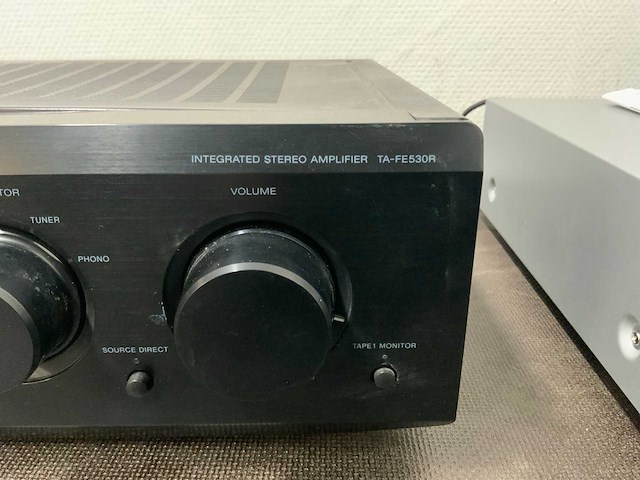 INTEGRATED STEREO AMPLIFIER TA-FE530R
TOR
VOLUME
TUNER
PHONO
SOURCE DIRECT
TAPE1 MONITOR